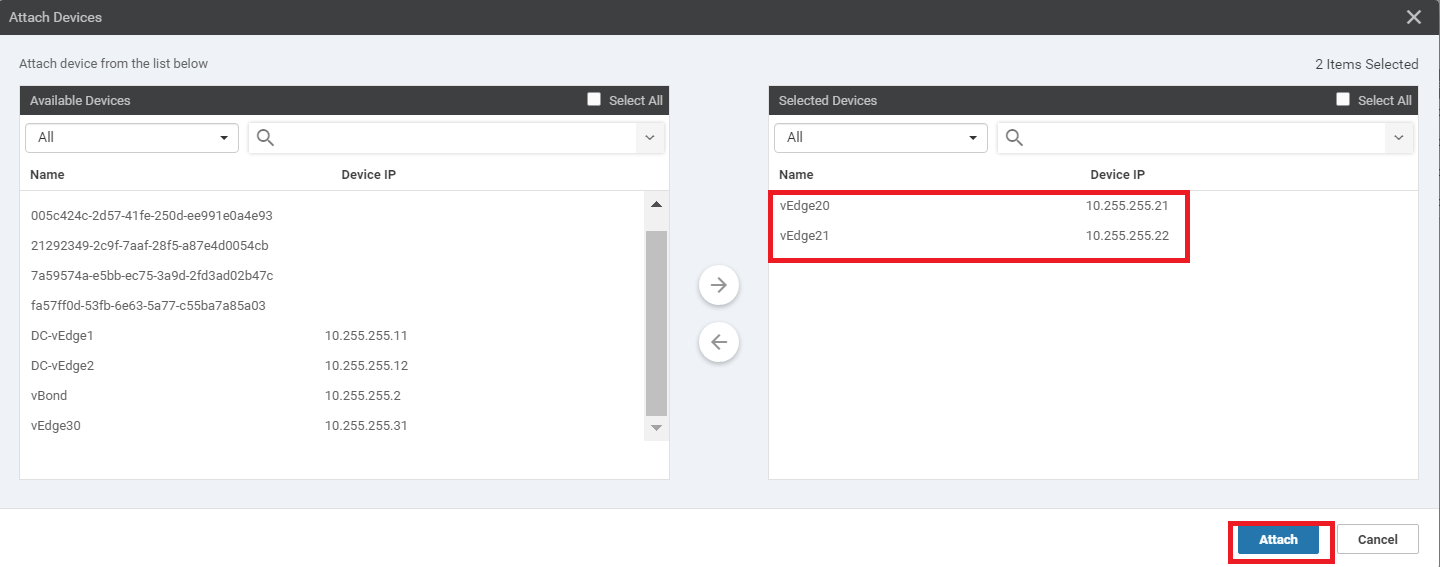 Attach Devices
Attach device from the list below
2 Items Selected
Available Devices
Select All
All
Name Device IP
005c424c-2d57-41fe-250d-ee991e0a4e93
21292349-2c9f-7aaf-28f5-a87e4d0054cb
7a59574a-e5bb-ec75-3a9d-2fd3ad02b47c
fa57ff0d-53fb-6e63-5a77-c55ba7a85a03
DC-vEdge1 10.255.255.11
DC-vEdge2 10.255.255.12
vBond 10.255.255.2
vEdge30 10.255.255.31
Selected Devices
Select All
All
Name Device IP
vEdge20 10.255.255.21
vEdge21 10.255.255.22
Attach
Cancel